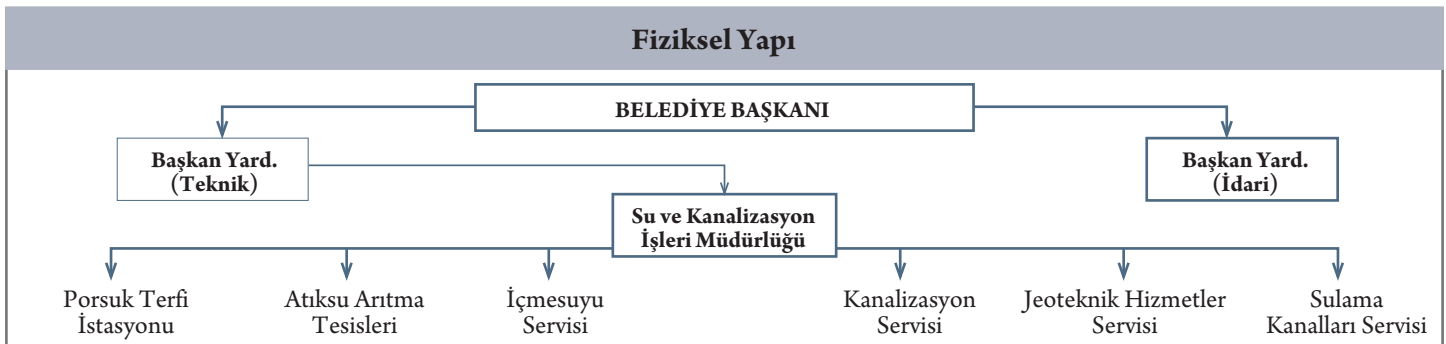 Fiziksel Yapı
BELEDİYE BAŞKANI
Başkan Yard.
(Teknik)
Başkan Yard.
(İdari)
Su ve Kanalizasyon
İşleri Müdürlüğü
Porsuk Terfi
İstasyonu
Atıksu Arıtma
Tesisleri
İçmesuyu
Servisi
Kanalizasyon
Servisi
Jeoteknik Hizmetler
Servisi
Sulama
Kanalları Servisi